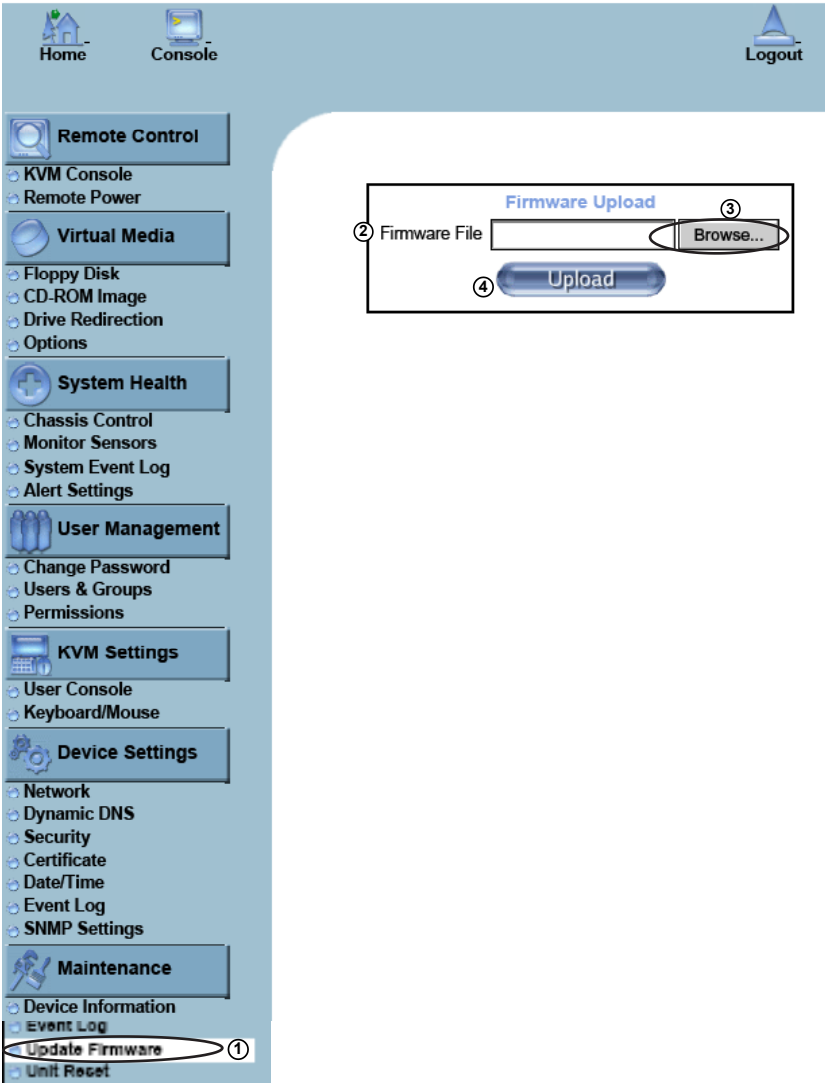 Home
Console
Logout
Remote Control
KVM Console
Remote Power
Virtual Media
Floppy Disk
CD-ROM Image
Drive Redirection
Options
System Health
Chassis Control
Monitor Sensors
System Event Log
Alert Settings
User Management
Change Password
Users & Groups
Permissions
KVM Settings
User Console
Keyboard/Mouse
Device Settings
Network
Dynamic DNS
Security
Certificate
Date/Time
Event Log
SNMP Settings
Maintenance
Device Information
Event Log
Update Firmware ①
Unit Reset
Firmware Upload
③
② Firmware File Browse...
④ Upload